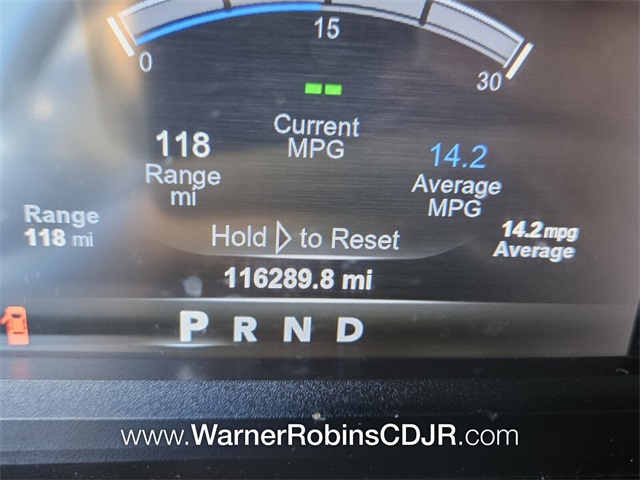 15
0
30
Current
MPG
118
Range
mi
14.2
Average
MPG
Range
118 mi
Hold ▷ to Reset
14.2 mpg
Average
116289.8 mi
P R N D
www.WarnerRobinsCDJR.com